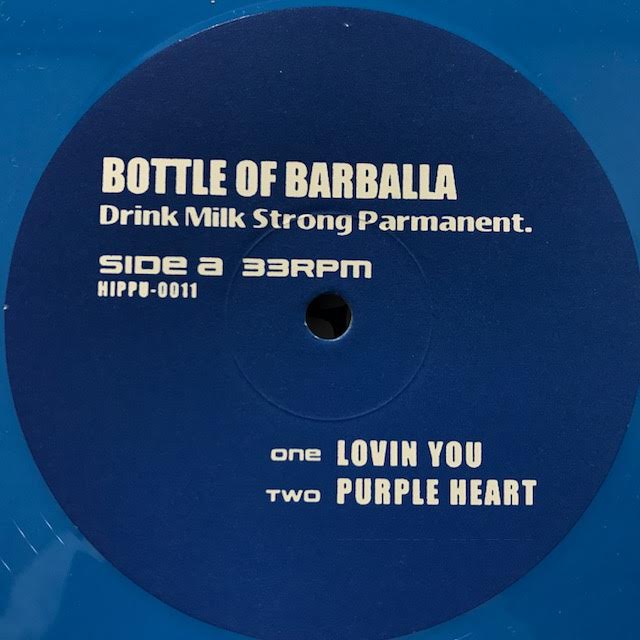 BOTTLE OF BARBALLA
Drink Milk Strong Parmanent.
SIDE a 33RPM
HIPPU-0011
one LOVIN YOU
TWO PURPLE HEART